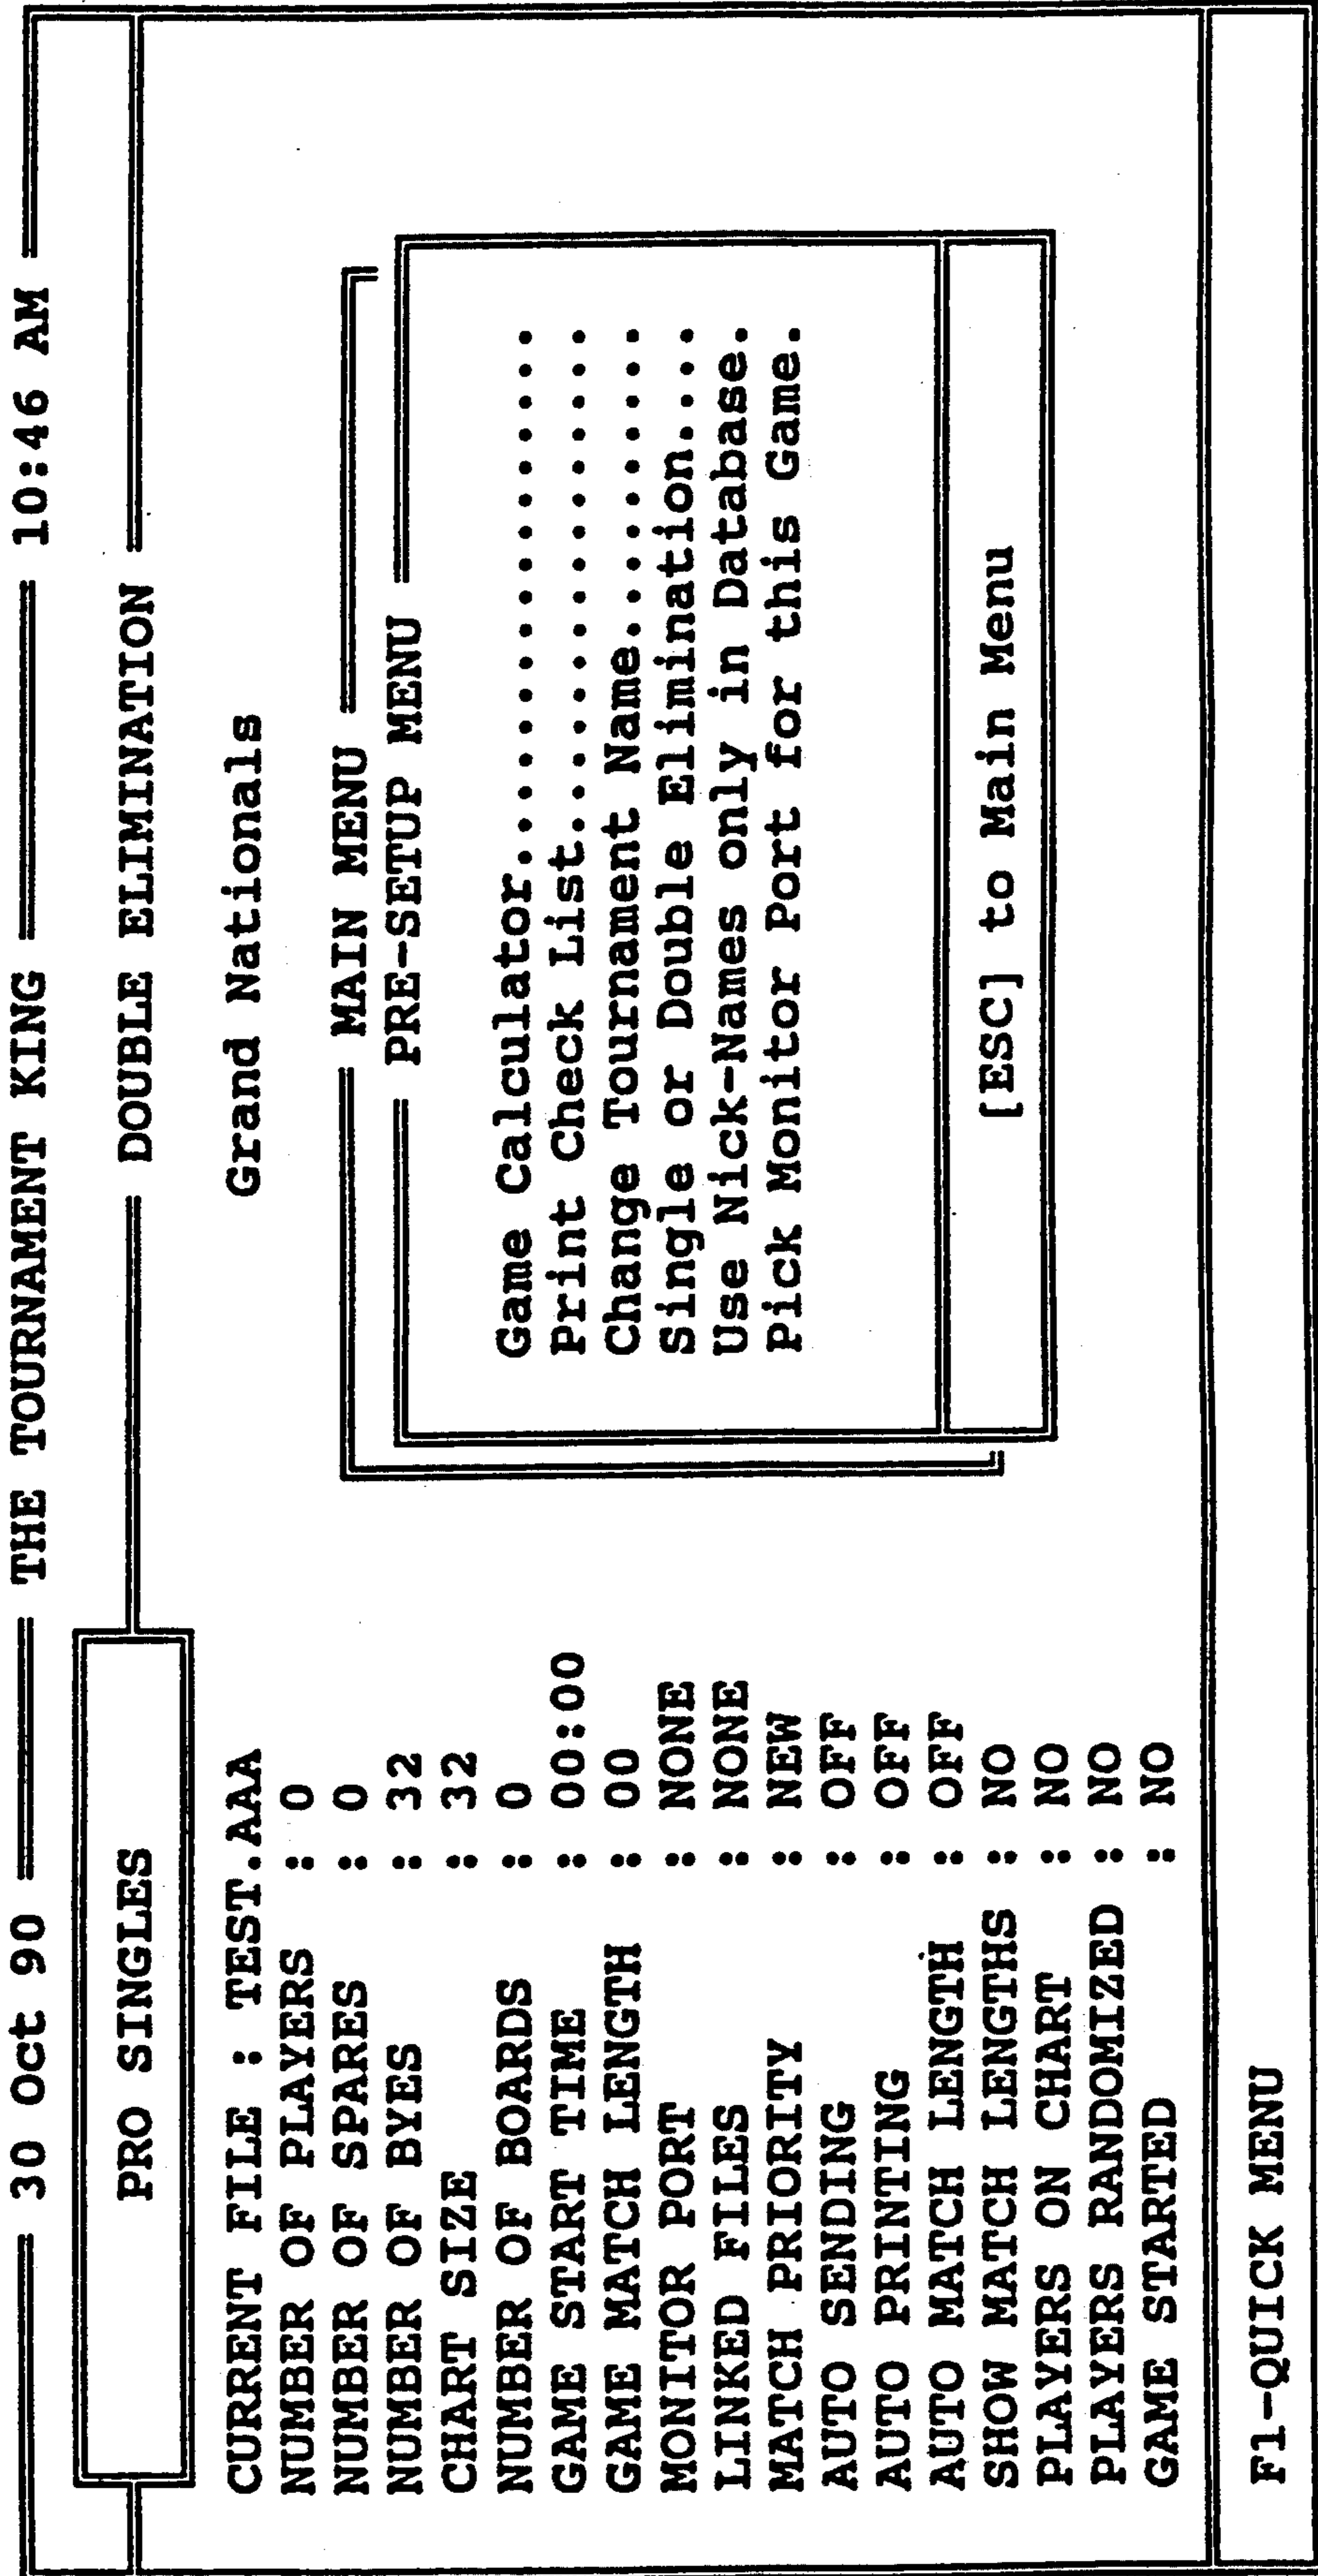 30 Oct 90 THE TOURNAMENT KING 10:46 AM
PRO SINGLES
DOUBLE ELIMINATION
CURRENT FILE : TEST.AAA
NUMBER OF PLAYERS : 0
NUMBER OF SPARES : 0
NUMBER OF BYES : 32
CHART SIZE : 32
NUMBER OF BOARDS : 0
GAME START TIME : 00:00
GAME MATCH LENGTH : 00
MONITOR PORT : NONE
LINKED FILES : NONE
MATCH PRIORITY : NEW
AUTO SENDING : OFF
AUTO PRINTING : OFF
AUTO MATCH LENGTH : OFF
SHOW MATCH LENGTHS : NO
PLAYERS ON CHART : NO
PLAYERS RANDOMIZED : NO
GAME STARTED : NO
Grand Nationals
MAIN MENU
PRE-SETUP MENU
Game Calculator.................
Print Check List................
Change Tournament Name..........
Single or Double Elimination....
Use Nick-Names only in Database.
Pick Monitor Port for this Game.
[ESC] to Main Menu
F1-QUICK MENU